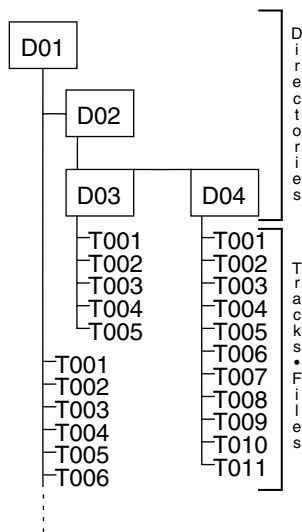 D01
D02
D03
D04
T001
T002
T003
T004
T005
T001
T002
T003
T004
T005
T006
T007
T008
T009
T010
T011
T001
T002
T003
T004
T005
T006
Directories
Tracks•Files